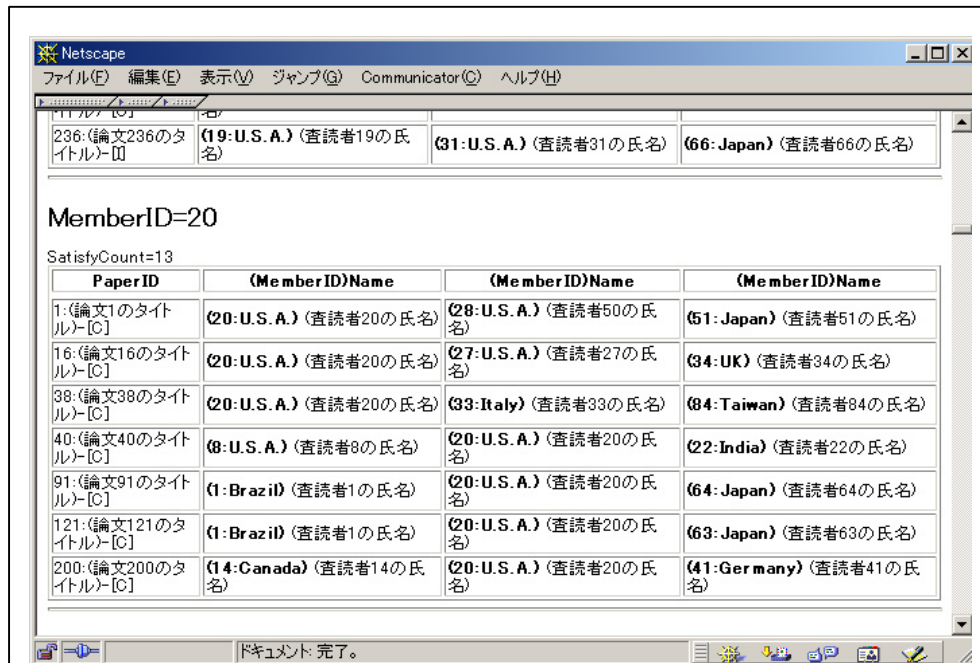 Netscape
ファイル(F) 編集(E) 表示(V) ジャンプ(G) Communicator(C) ヘルプ(H)
236:(論文236のタイトル)-[I] (19:U.S.A.) (査読者19の氏名) (31:U.S.A.) (査読者31の氏名) (66:Japan) (査読者66の氏名)
MemberID=20
SatisfyCount=13
PaperID (MemberID)Name (MemberID)Name (MemberID)Name
1:(論文1のタイトル)-[C] (20:U.S.A.) (査読者20の氏名) (28:U.S.A.) (査読者50の氏名) (51:Japan) (査読者51の氏名)
16:(論文16のタイトル)-[C] (20:U.S.A.) (査読者20の氏名) (27:U.S.A.) (査読者27の氏名) (34:UK) (査読者34の氏名)
38:(論文38のタイトル)-[C] (20:U.S.A.) (査読者20の氏名) (33:Italy) (査読者33の氏名) (84:Taiwan) (査読者84の氏名)
40:(論文40のタイトル)-[C] (8:U.S.A.) (査読者8の氏名) (20:U.S.A.) (査読者20の氏名) (22:India) (査読者22の氏名)
91:(論文91のタイトル)-[C] (1:Brazil) (査読者1の氏名) (20:U.S.A.) (査読者20の氏名) (64:Japan) (査読者64の氏名)
121:(論文121のタイトル)-[C] (1:Brazil) (査読者1の氏名) (20:U.S.A.) (査読者20の氏名) (63:Japan) (査読者63の氏名)
200:(論文200のタイトル)-[C] (14:Canada) (査読者14の氏名) (20:U.S.A.) (査読者20の氏名) (41:Germany) (査読者41の氏名)
ドキュメント: 完了。